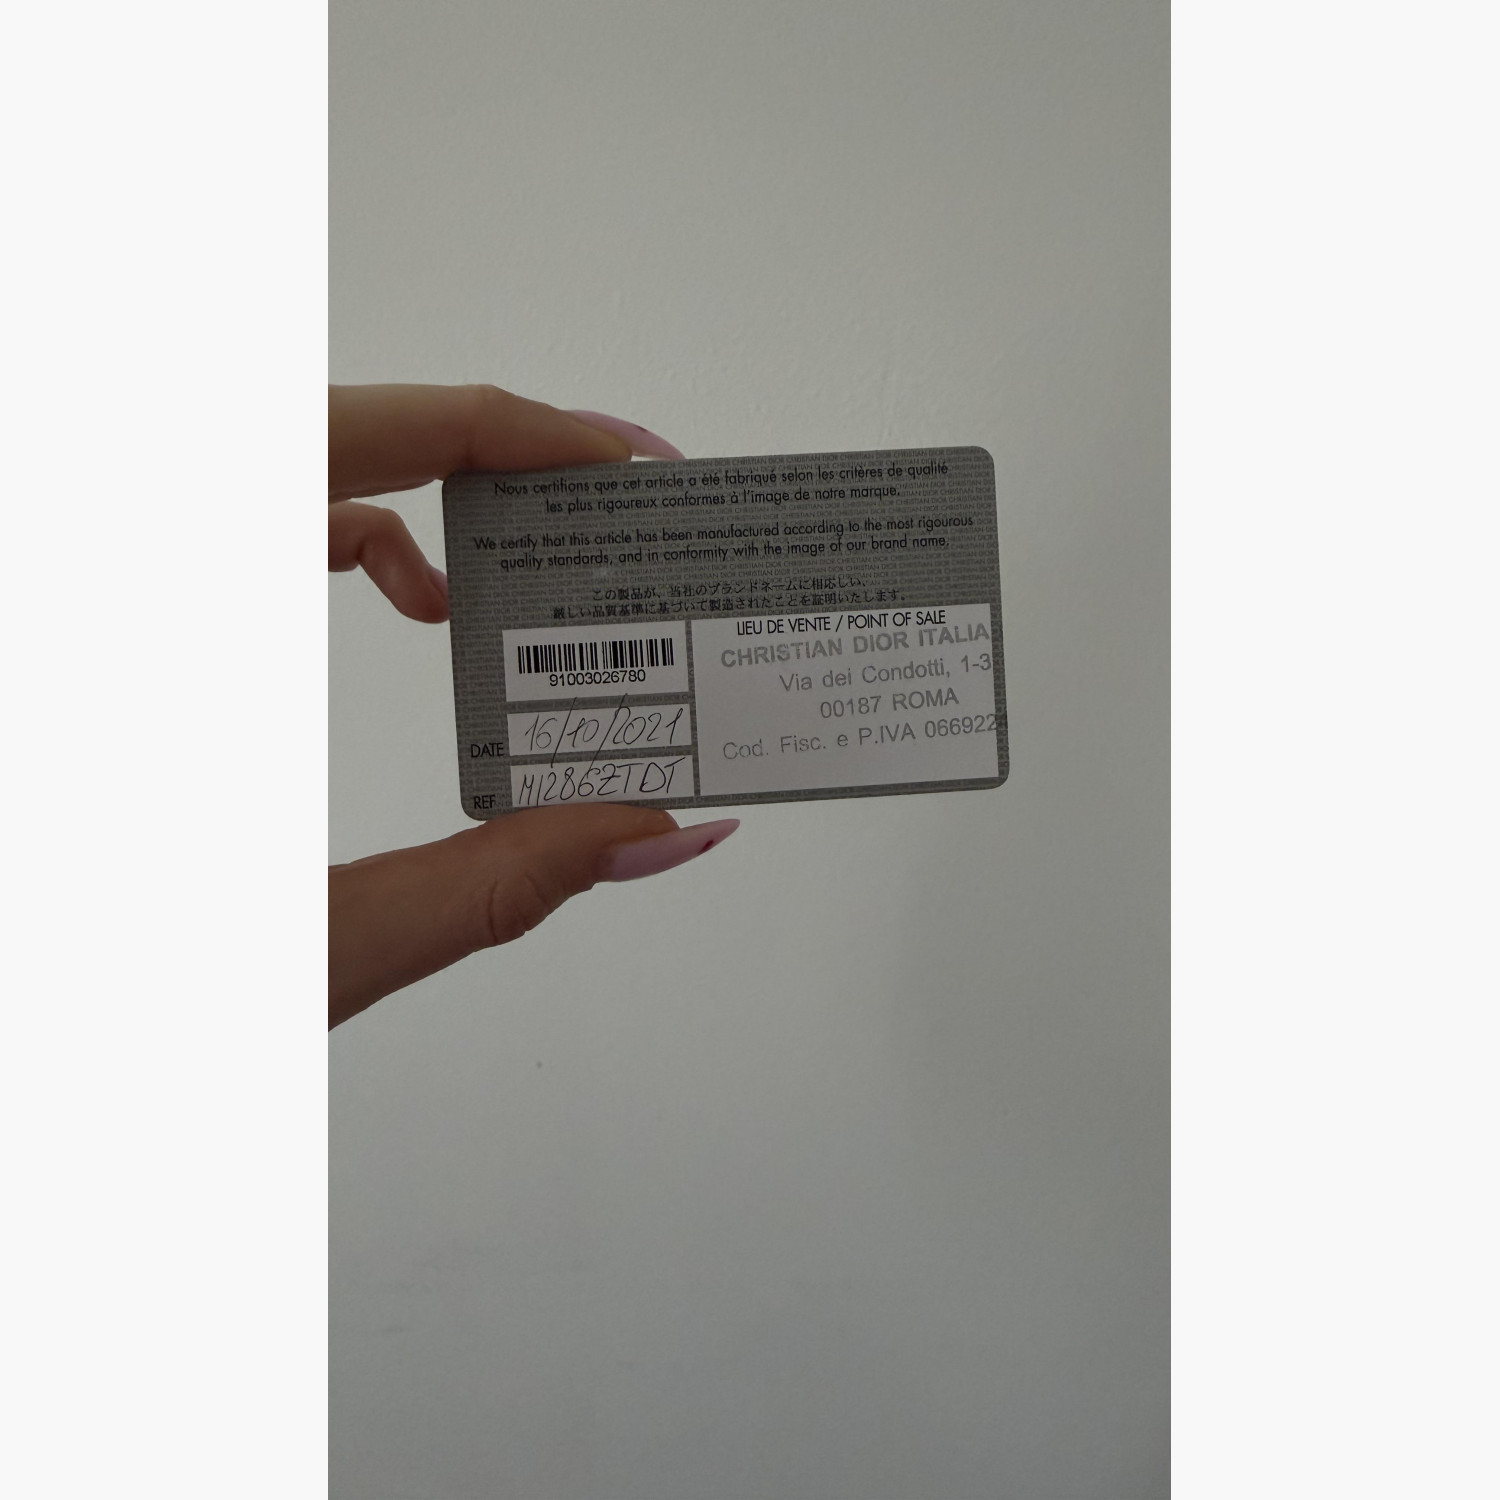 Nous certifions que cet article a été fabriqué selon les critères de qualité
les plus rigoureux conformes à l'image de notre marque.
We certify that this article has been manufactured according to the most rigourous
quality standards, and in conformity with the image of our brand name.
この製品が、当社のブランドネームに相応しい、
厳しい品質基準に基づいて製造されたことを証明いたします。
91003026780
DATE 16/10/2021
REF M1286ZTDT
LIEU DE VENTE / POINT OF SALE
CHRISTIAN DIOR ITALIA
Via dei Condotti, 1-3
00187 ROMA
Cod. Fisc. e P.IVA 066922